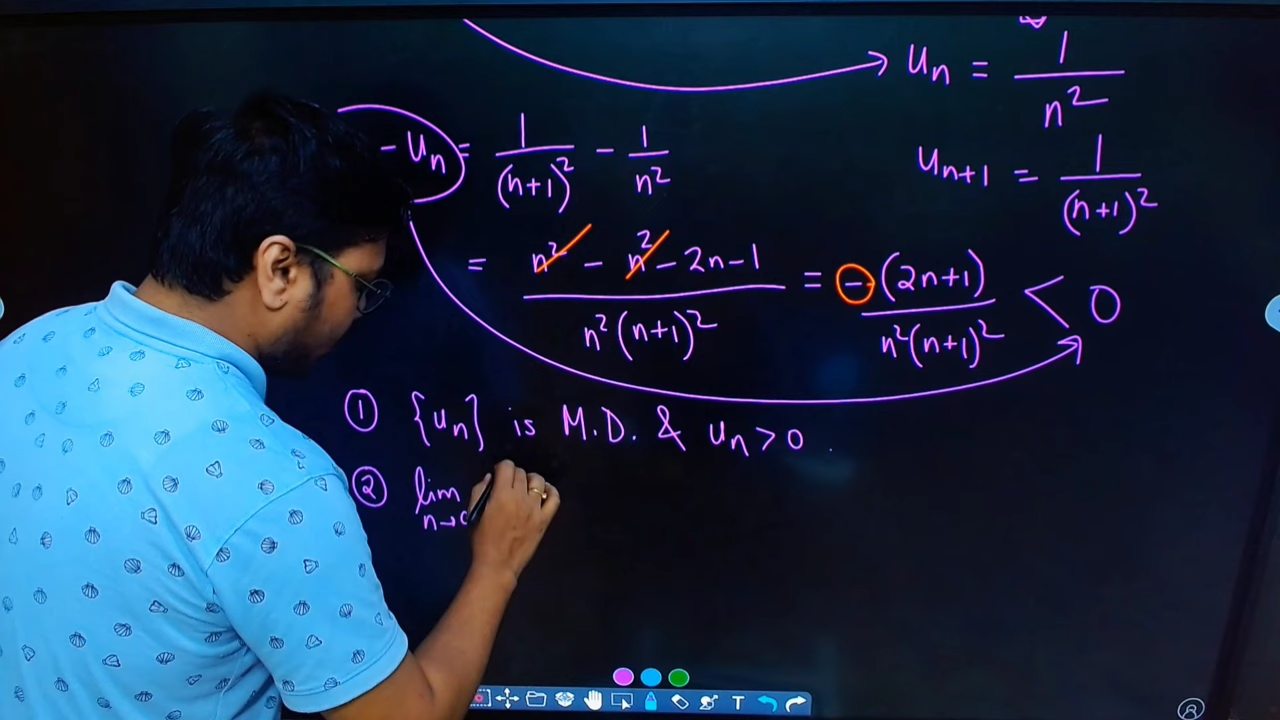 uₙ = 1/n²
- uₙ = 1/(n+1)² - 1/n²
uₙ₊₁ = 1/(n+1)²
= (n² - n² - 2n - 1)/(n²(n+1)²) = -(2n+1)/(n²(n+1)²) < 0
① {uₙ} is M.D. & uₙ > 0 .
② lim
n→
T